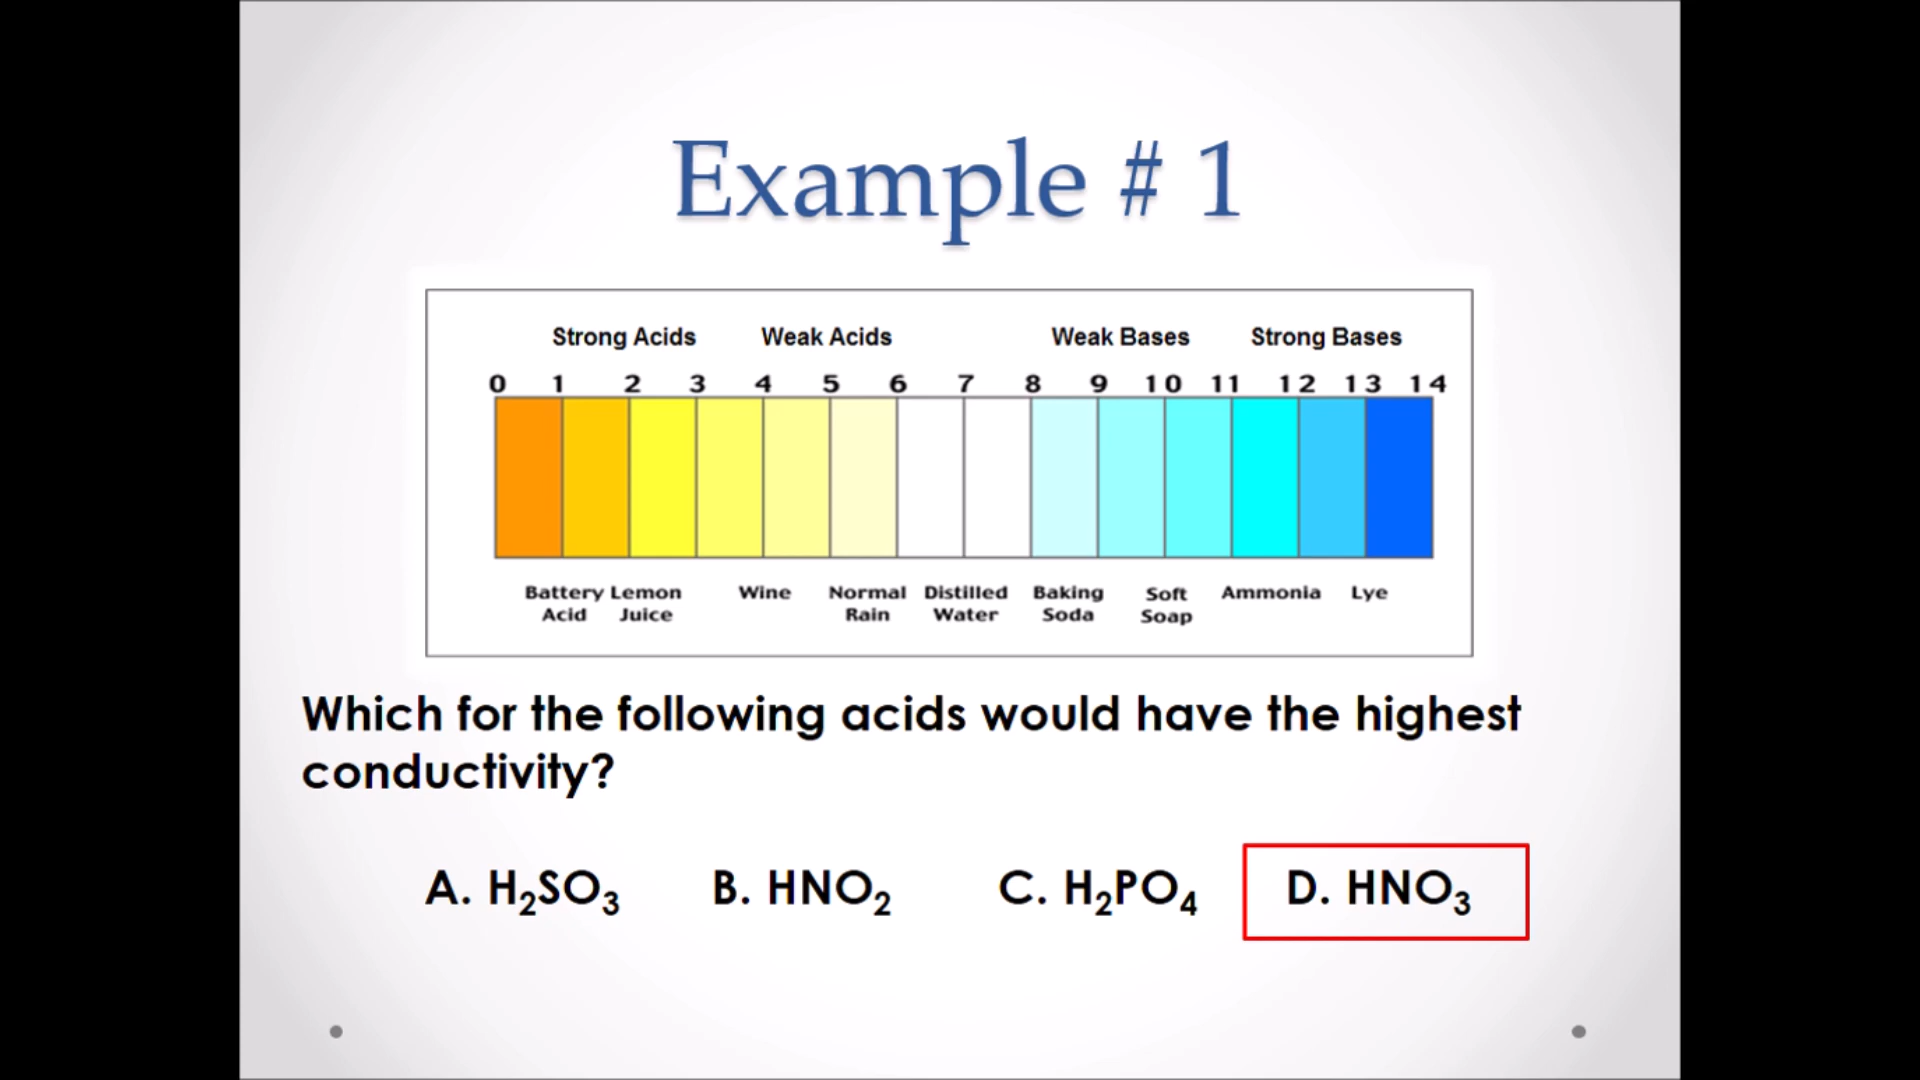 Example # 1
Strong Acids Weak Acids Weak Bases Strong Bases
0 1 2 3 4 5 6 7 8 9 10 11 12 13 14
Battery Lemon Wine Normal Distilled Baking Soft Ammonia Lye
Acid Juice Rain Water Soda Soap
Which for the following acids would have the highest
conductivity?
A. H₂SO₃ B. HNO₂ C. H₂PO₄ D. HNO₃